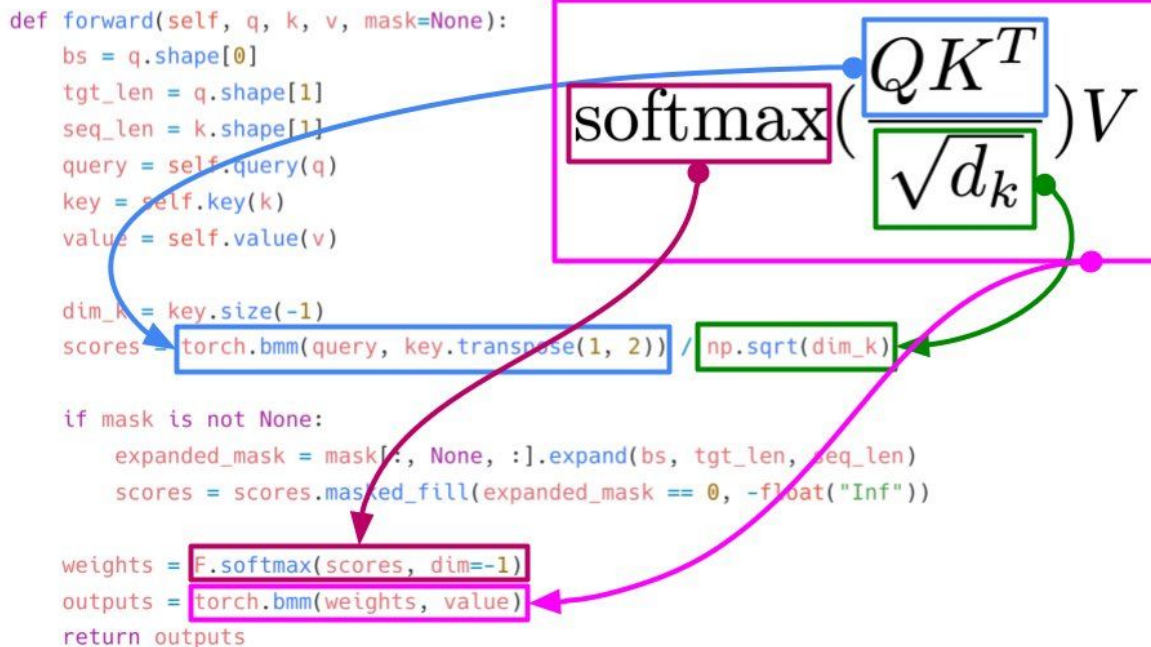 def forward(self, q, k, v, mask=None):
    bs = q.shape[0]
    tgt_len = q.shape[1]
    seq_len = k.shape[1]
    query = self.query(q)
    key = self.key(k)
    value = self.value(v)
    dim_k = key.size(-1)
    scores = torch.bmm(query, key.transpose(1, 2)) / np.sqrt(dim_k)
    if mask is not None:
        expanded_mask = mask[:, None, :].expand(bs, tgt_len, seq_len)
        scores = scores.masked_fill(expanded_mask == 0, -float("Inf"))
    weights = F.softmax(scores, dim=-1)
    outputs = torch.bmm(weights, value)
    return outputs
softmax(QK^T/√d_k)V